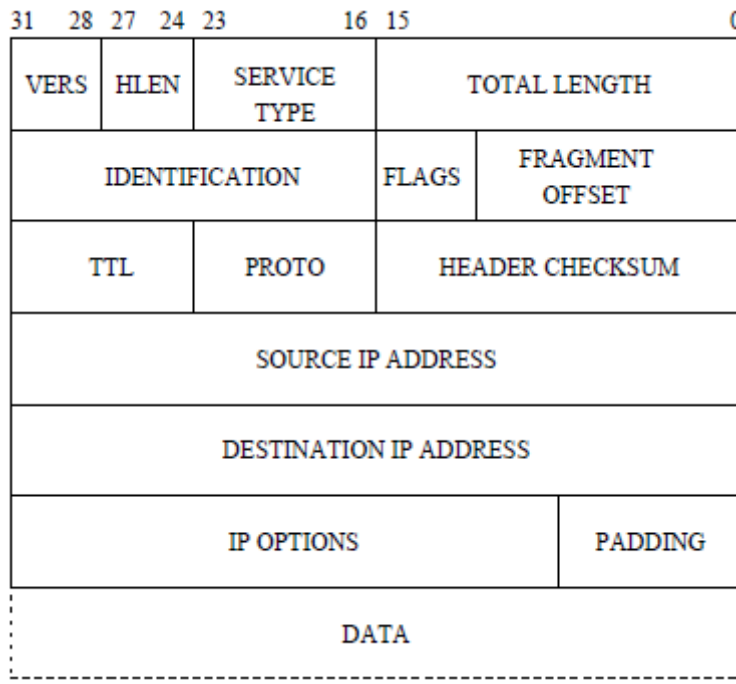 31 28 27 24 23 16 15 0
VERS HLEN SERVICE TYPE TOTAL LENGTH
IDENTIFICATION FLAGS FRAGMENT OFFSET
TTL PROTO HEADER CHECKSUM
SOURCE IP ADDRESS
DESTINATION IP ADDRESS
IP OPTIONS PADDING
DATA